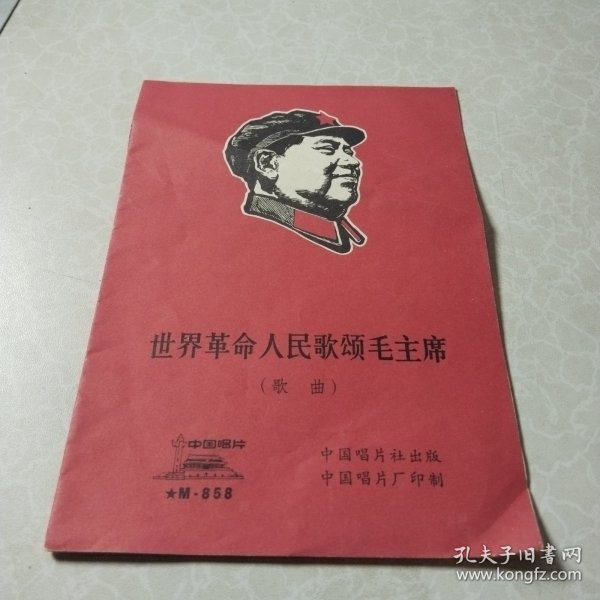 世界革命人民歌颂毛主席
(歌曲)
中国唱片
★M-858
中国唱片社出版
中国唱片厂印制
孔夫子旧书网
www.kongfz.com